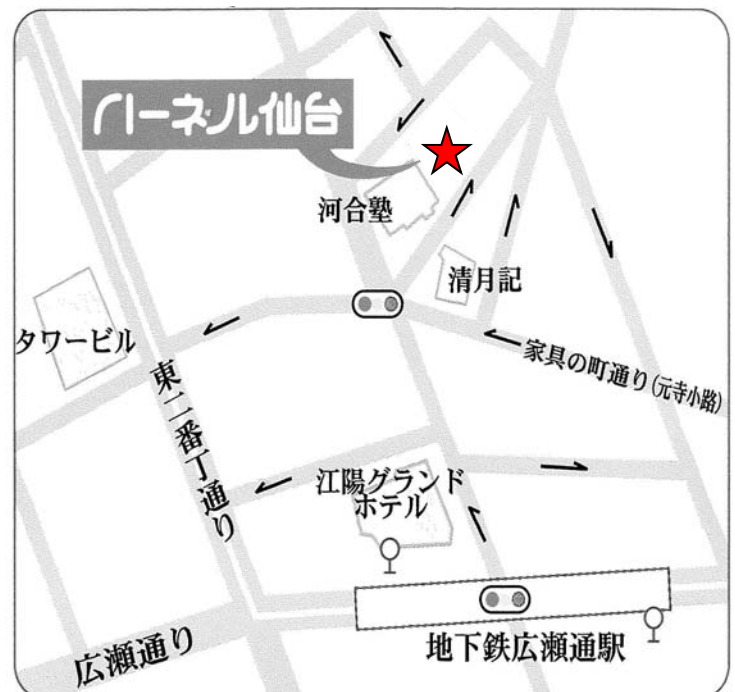 ハーネル仙台
河合塾
清月記
タワービル
家具の町通り(元寺小路)
東二番丁通り
江陽グランド
ホテル
地下鉄広瀬通駅
広瀬通り